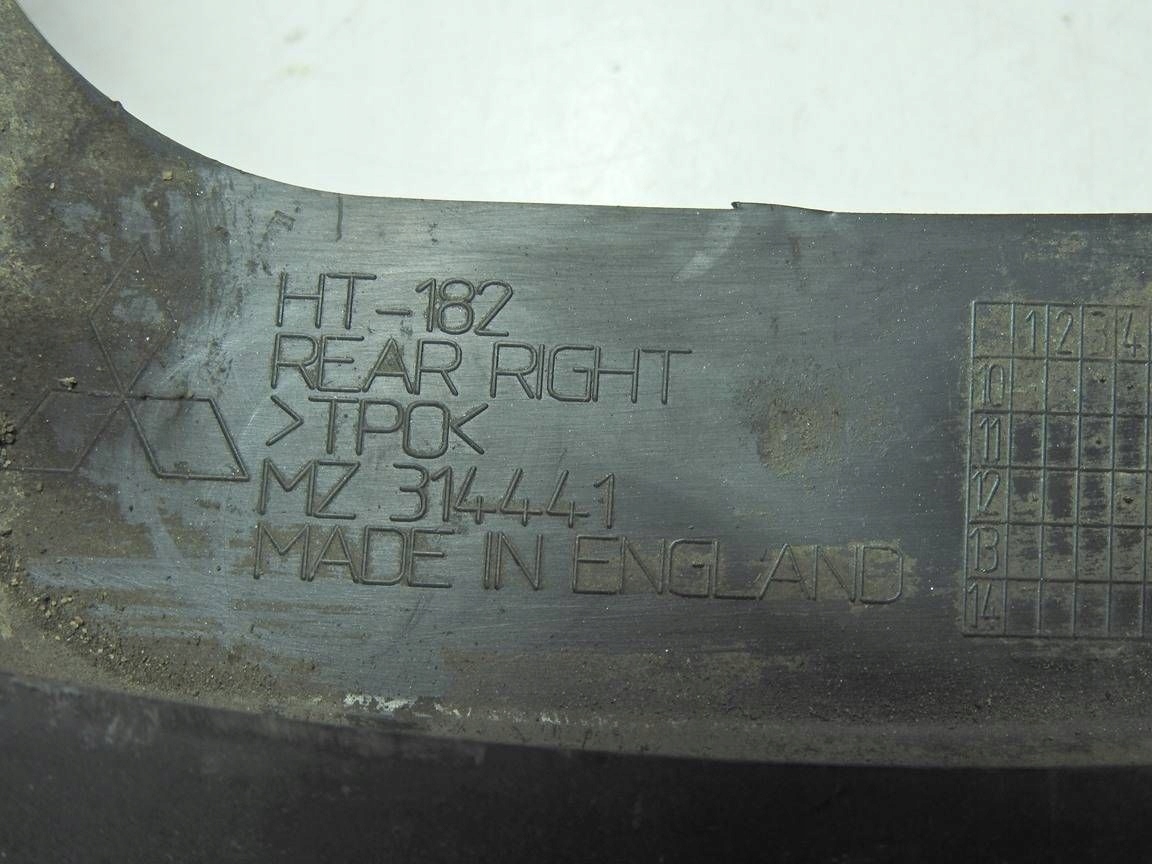 HT-182
REAR RIGHT
>TPO<
MZ 314441
MADE IN ENGLAND
1 2 3 4
10
11
12
13
14